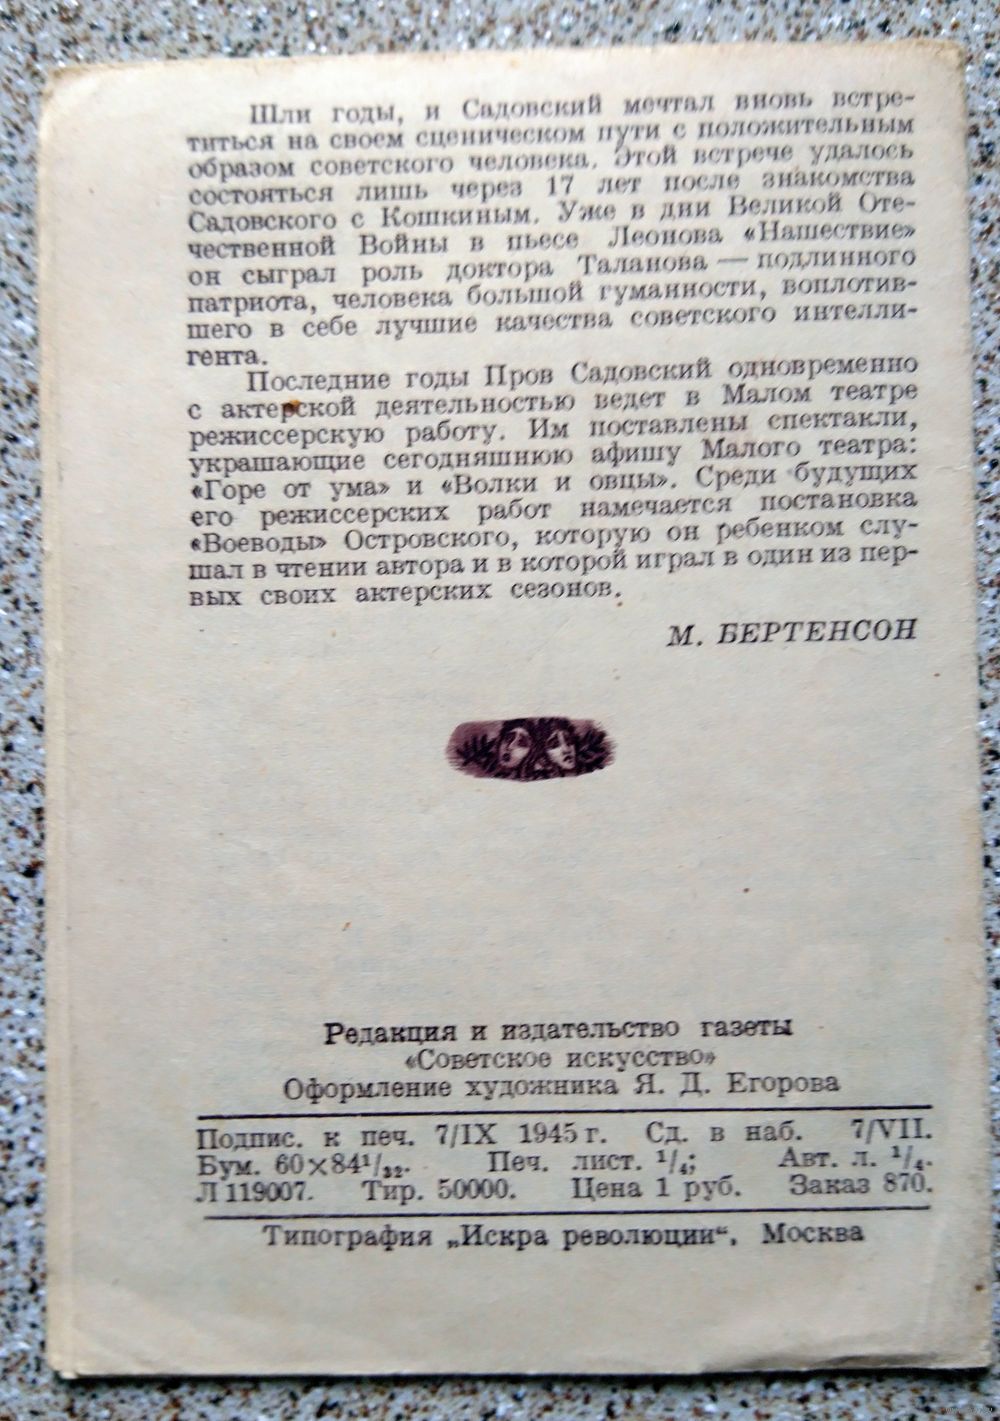 Шли годы, и Садовский мечтал вновь встре-
титься на своем сценическом пути с положительным
образом советского человека. Этой встрече удалось
состояться лишь через 17 лет после знакомства
Садовского с Кошкиным. Уже в дни Великой Оте-
чественной Войны в пьесе Леонова «Нашествие»
он сыграл роль доктора Таланова — подлинного
патриота, человека большой гуманности, воплотив-
шего в себе лучшие качества советского интелли-
гента.
Последние годы Пров Садовский одновременно
с актерской деятельностью ведет в Малом театре
режиссерскую работу. Им поставлены спектакли,
украшающие сегодняшнюю афишу Малого театра:
«Горе от ума» и «Волки и овцы». Среди будущих
его режиссерских работ намечается постановка
«Воеводы» Островского, которую он ребенком слу-
шал в чтении автора и в которой играл в один из пер-
вых своих актерских сезонов.
М. БЕРТЕНСОН
Редакция и издательство газеты
«Советское искусство»
Оформление художника Я. Д. Егорова
Подпис. к печ. 7/IX 1945 г. Сд. в наб. 7/VII.
Бум. 60×84¹/₃₂. Печ. лист. ¹/₄; Авт. л. ¹/₄.
Л 119007. Тир. 50000. Цена 1 руб. Заказ 870.
Типография „Искра революции“, Москва